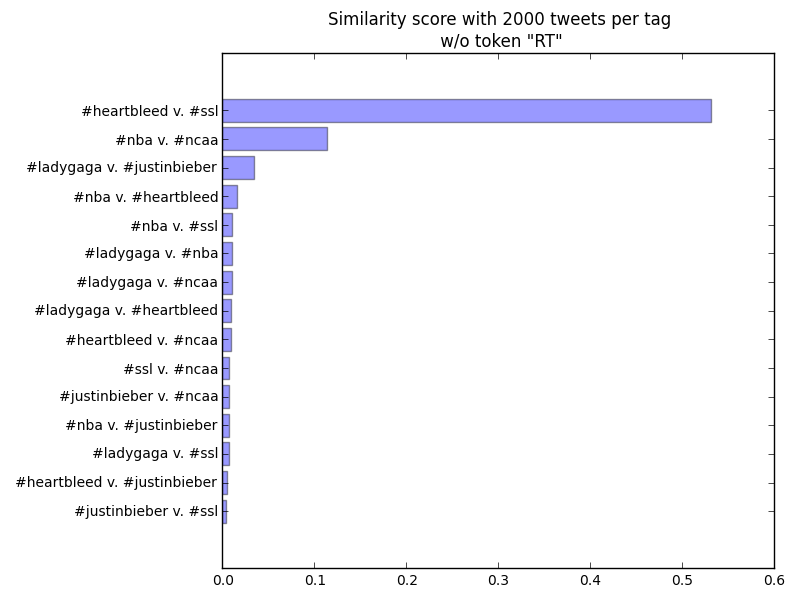 Similarity score with 2000 tweets per tag
w/o token "RT"
#heartbleed v. #ssl
#nba v. #ncaa
#ladygaga v. #justinbieber
#nba v. #heartbleed
#nba v. #ssl
#ladygaga v. #nba
#ladygaga v. #ncaa
#ladygaga v. #heartbleed
#heartbleed v. #ncaa
#ssl v. #ncaa
#justinbieber v. #ncaa
#nba v. #justinbieber
#ladygaga v. #ssl
#heartbleed v. #justinbieber
#justinbieber v. #ssl
0.0 0.1 0.2 0.3 0.4 0.5 0.6